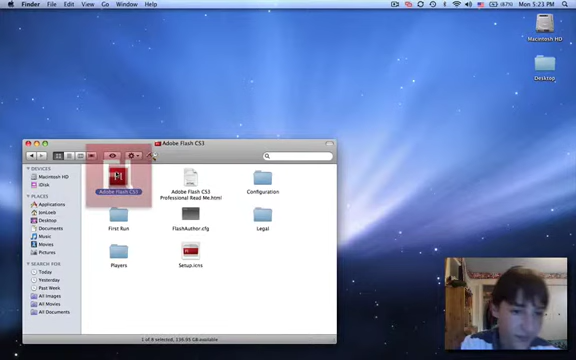 Finder File Edit View Go Window Help
(87%) Mon 5:23 PM
Macintosh HD
Desktop
Adobe Flash CS3
DEVICES
Macintosh HD
iDisk
PLACES
Applications
JonLoeb
Desktop
Documents
Music
Movies
Pictures
SEARCH FOR
Today
Yesterday
Past Week
All Images
All Movies
All Documents
Adobe Flash CS3
Adobe Flash CS3
Professional Read Me.html
Configuration
First Run
FlashAuthor.cfg
Legal
Players
Setup.icns